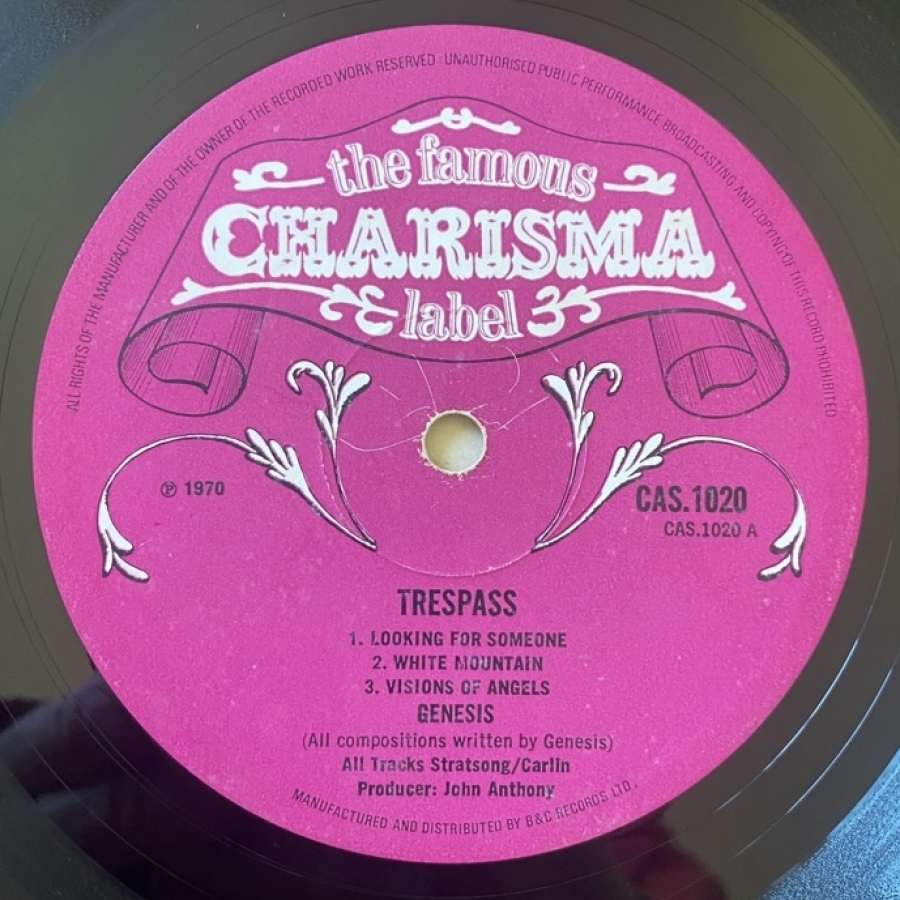 ALL RIGHTS OF THE MANUFACTURER AND OF THE OWNER OF THE RECORDED WORK RESERVED · UNAUTHORISED PUBLIC PERFORMANCE BROADCASTING AND COPYING OF THIS RECORD PROHIBITED
the famous
CHARISMA
label
℗ 1970
CAS.1020
CAS.1020 A
TRESPASS
1. LOOKING FOR SOMEONE
2. WHITE MOUNTAIN
3. VISIONS OF ANGELS
GENESIS
(All compositions written by Genesis)
All Tracks Stratsong/Carlin
Producer: John Anthony
MANUFACTURED AND DISTRIBUTED BY B&C RECORDS LTD.